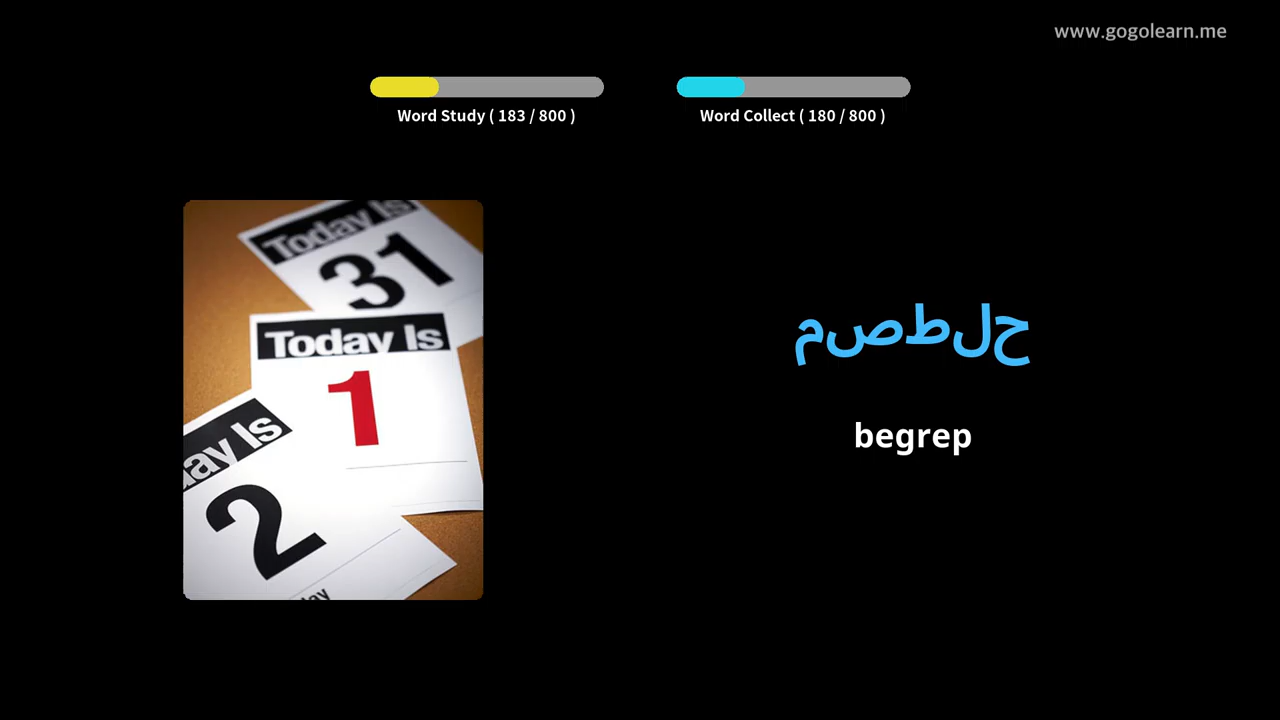 www.gogolearn.me
Word Study ( 183 / 800 )
Word Collect ( 180 / 800 )
Today Is
31
Today Is
1
ay Is
2
ay
مصطلح
begrep